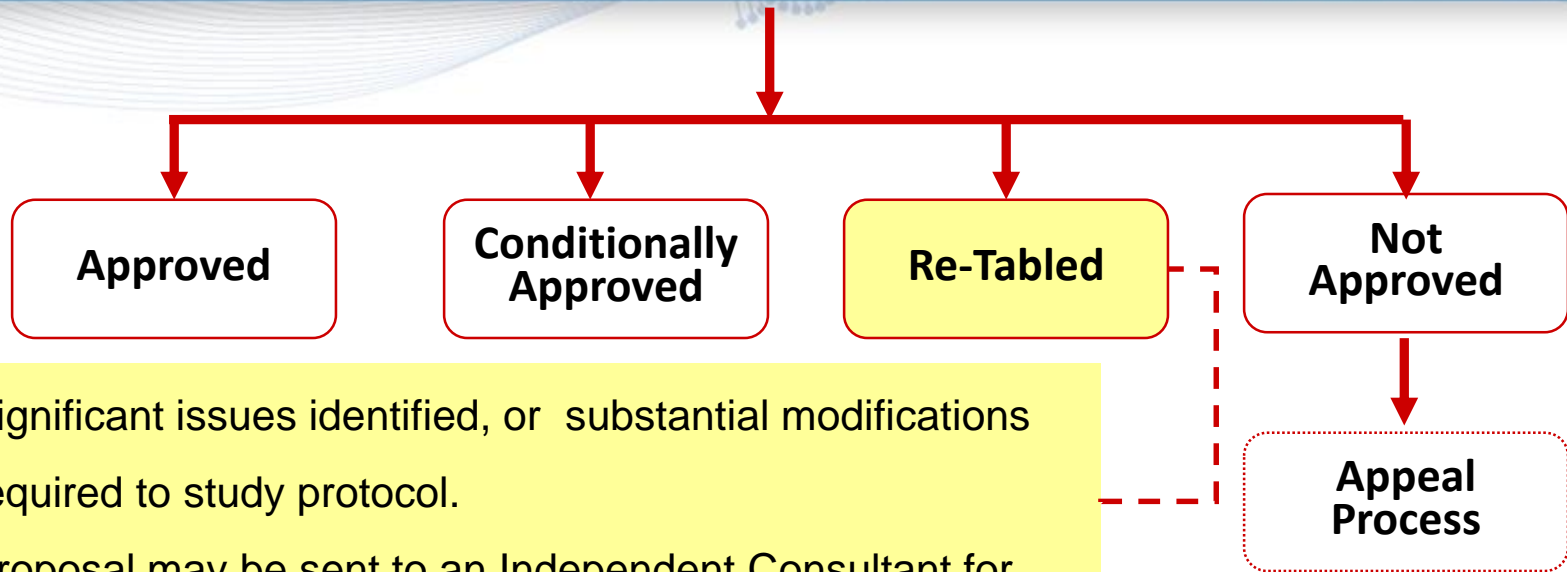 Approved
Conditionally
Approved
Re-Tabled
Not
Approved
ignificant issues identified, or substantial modifications
equired to study protocol.
roposal may be sent to an Independent Consultant for
Appeal
Process